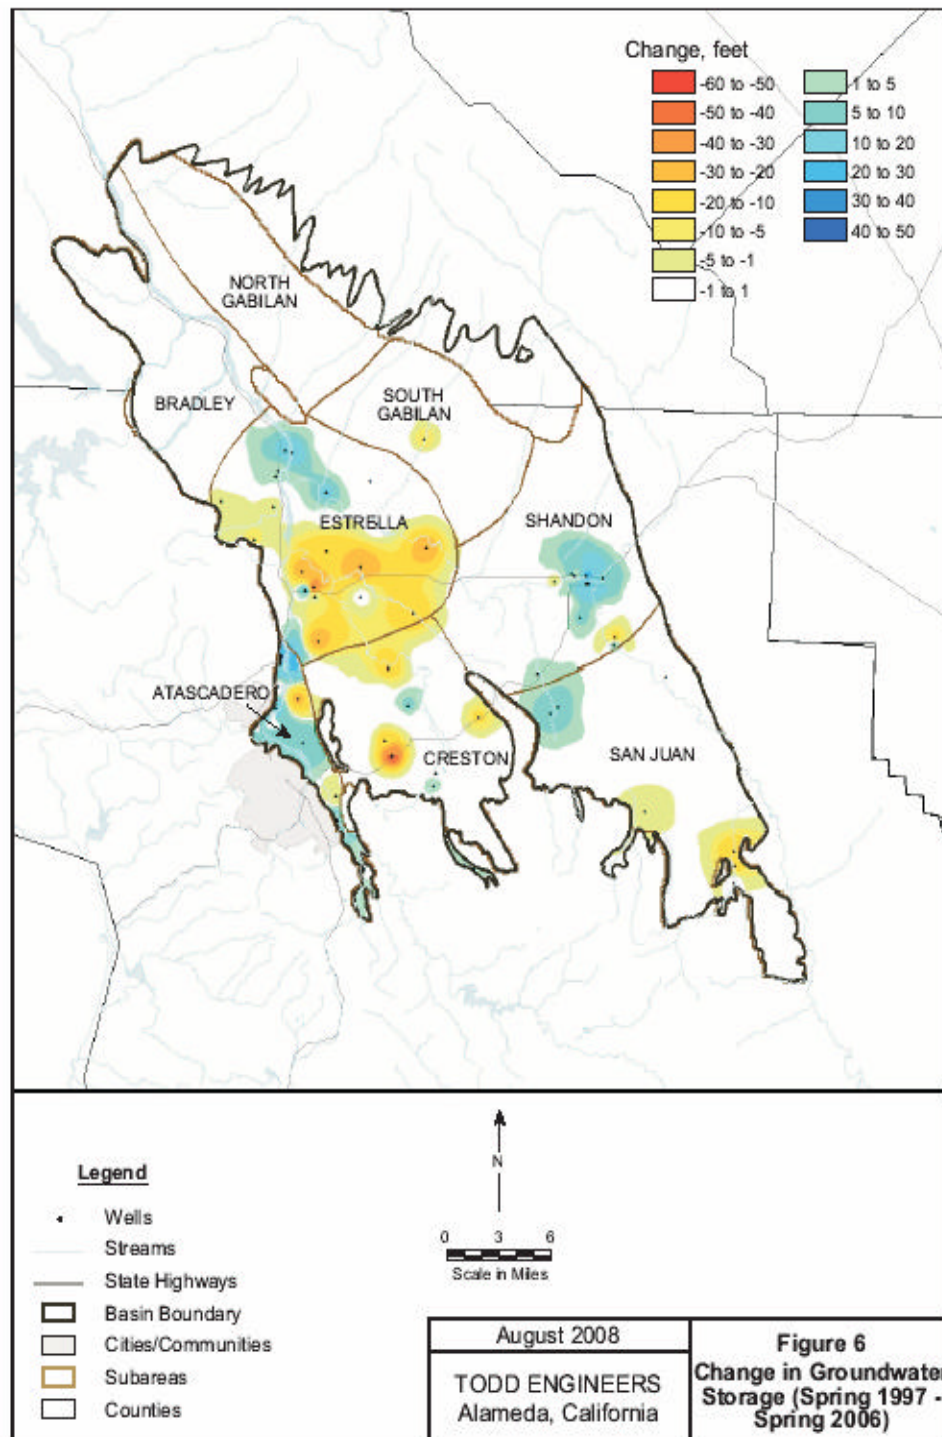 Change, feet
-60 to -50
-50 to -40
-40 to -30
-30 to -20
-20 to -10
-10 to -5
-5 to -1
-1 to 1
1 to 5
5 to 10
10 to 20
20 to 30
30 to 40
40 to 50
NORTH
GABILAN
BRADLEY
SOUTH
GABILAN
ESTRELLA
SHANDON
ATASCADERO
CRESTON
SAN JUAN
Legend
Wells
Streams
State Highways
Basin Boundary
Cities/Communities
Subareas
Counties
N
0 3 6
Scale in Miles
August 2008
TODD ENGINEERS
Alameda, California
Figure 6
Change in Groundwater
Storage (Spring 1997 -
Spring 2006)